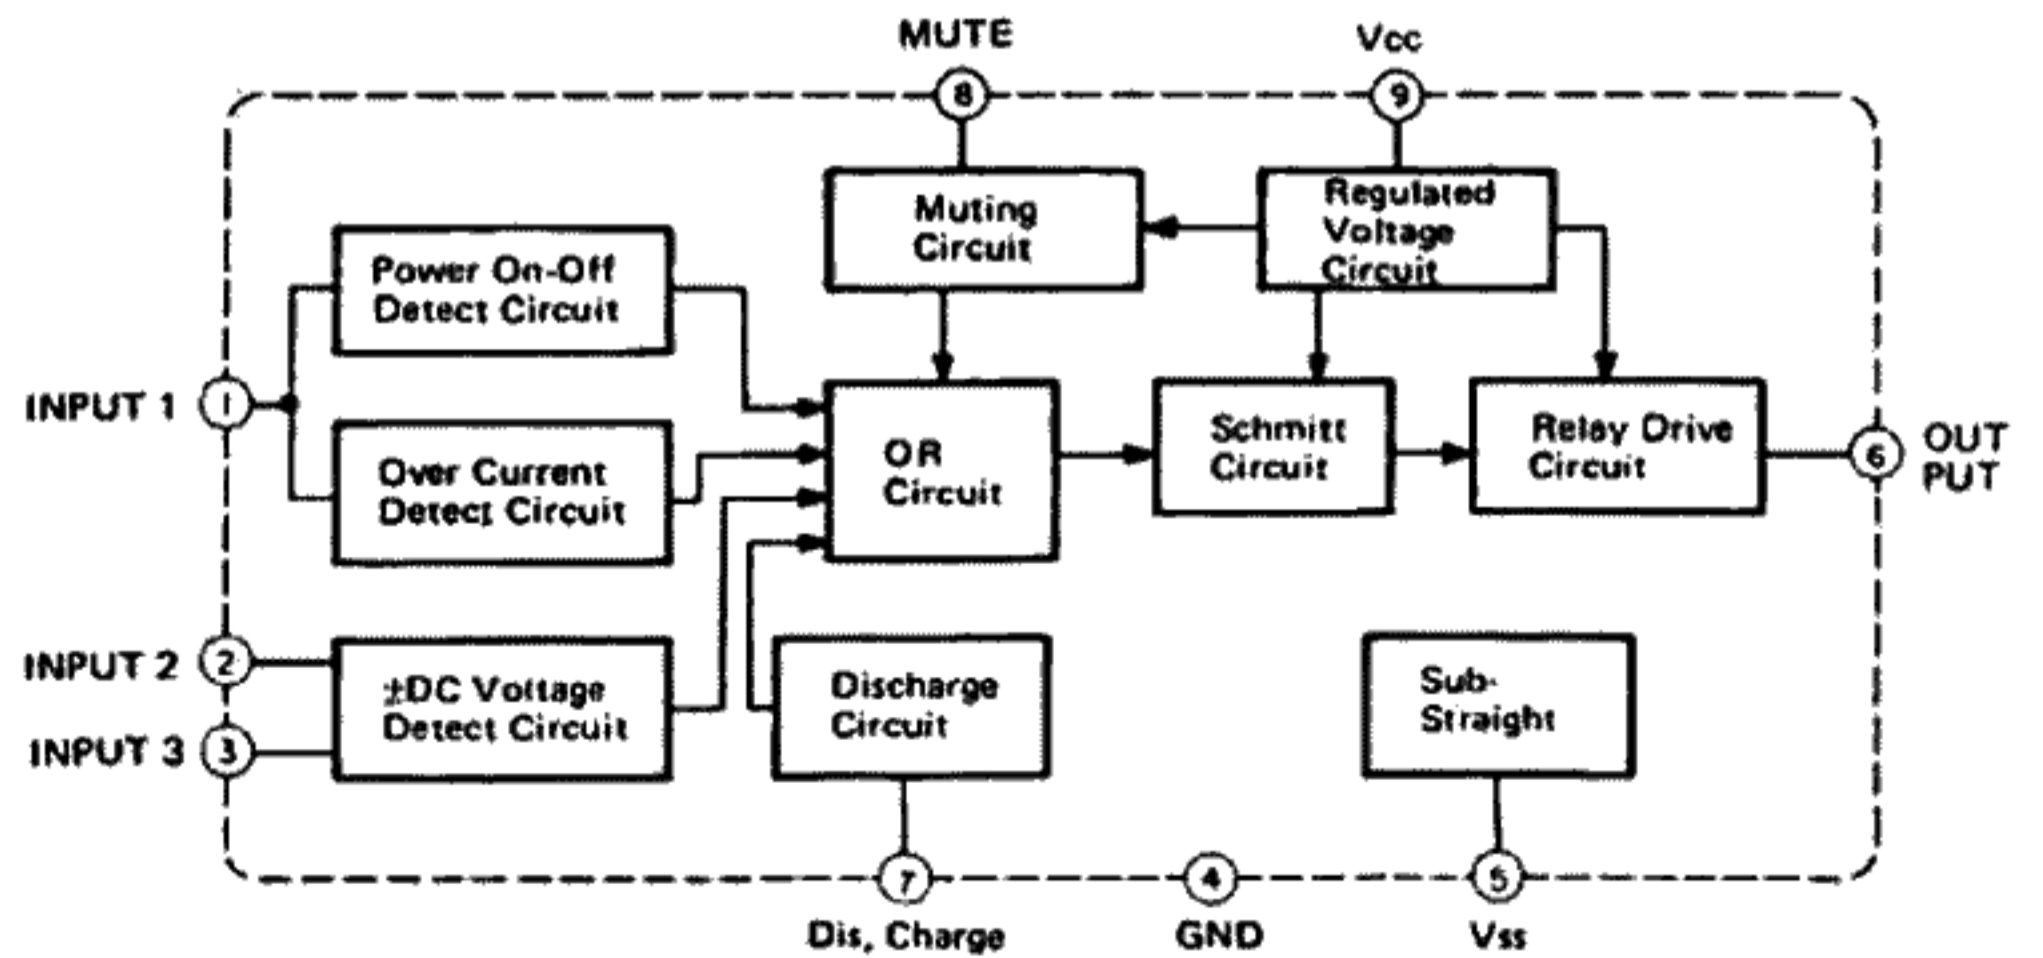 MUTE
Vcc
8
9
Muting
Circuit
Regulated
Voltage
Circuit
Power On-Off
Detect Circuit
INPUT 1
1
Over Current
Detect Circuit
OR
Circuit
Schmitt
Circuit
Relay Drive
Circuit
6
OUT
PUT
INPUT 2
2
±DC Voltage
Detect Circuit
INPUT 3
3
Discharge
Circuit
Sub-
Straight
7
4
5
Dis, Charge
GND
Vss